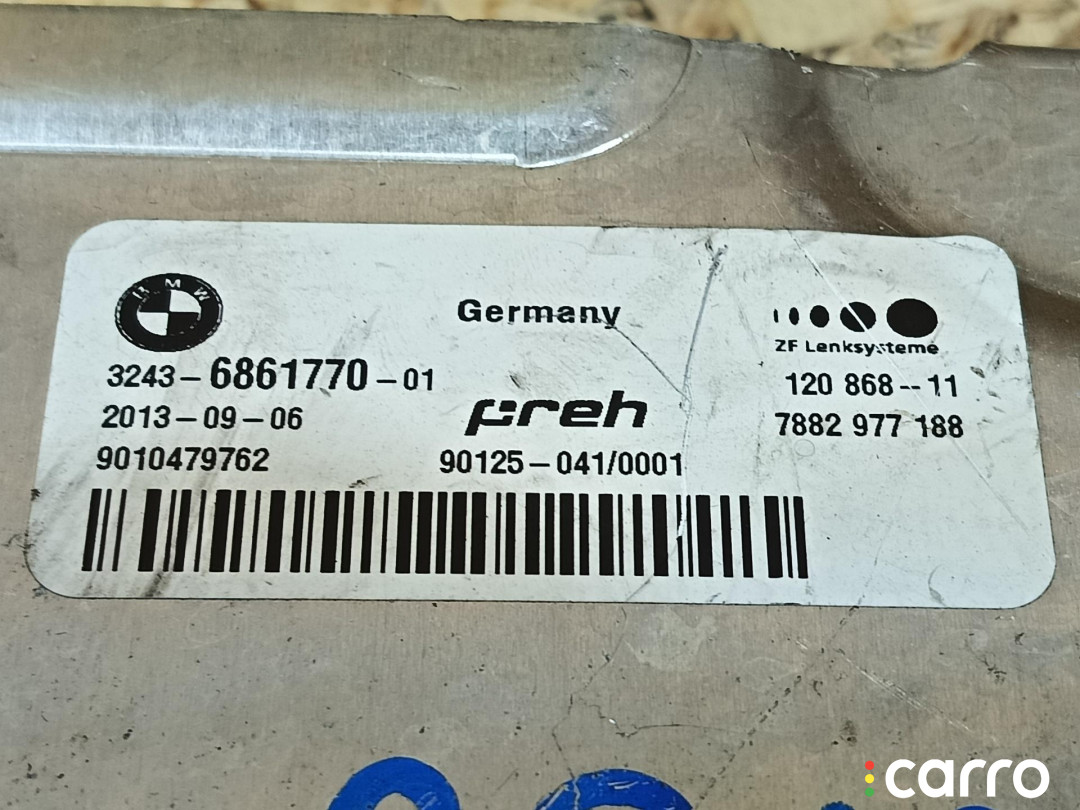 BMW
Germany
ZF Lenksysteme
3243-6861770-01
120 868--11
2013-09-06
preh
7882 977 188
9010479762
90125-041/0001
carro